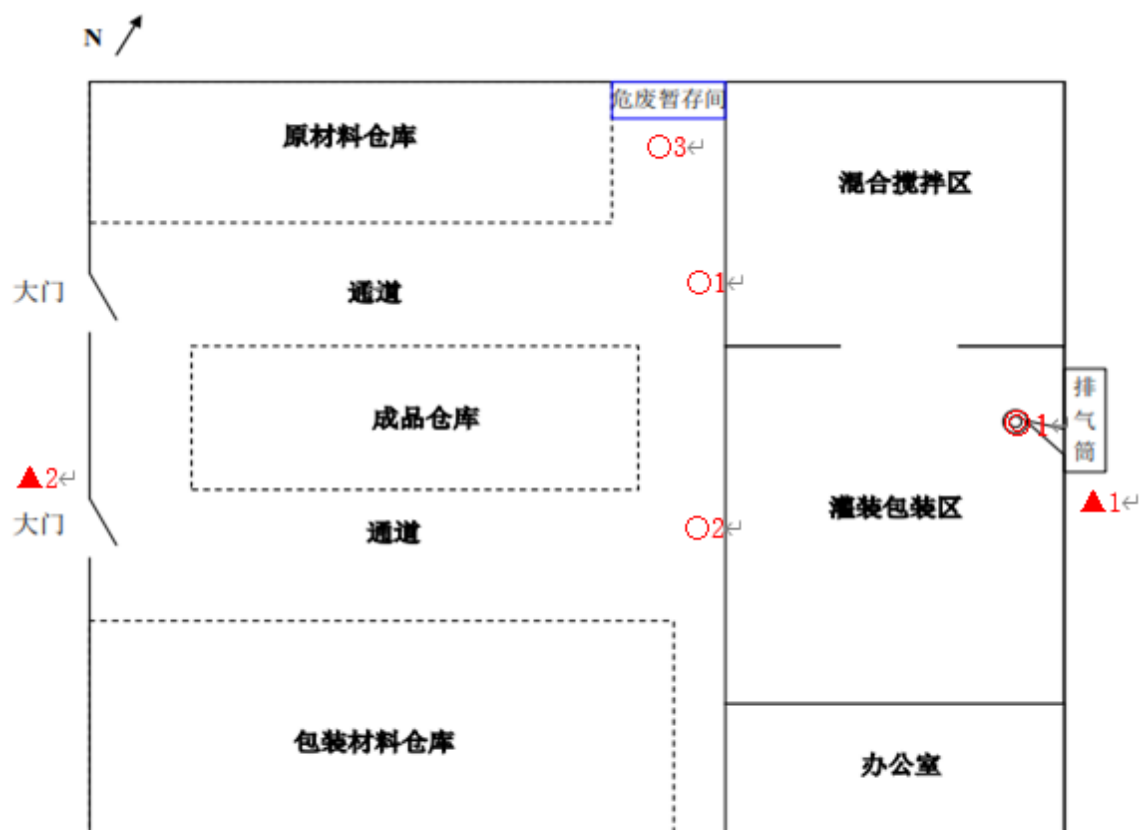 N
危废暂存间
原材料仓库
○3↵
混合搅拌区
大门
通道
○1↵
排
气
筒
成品仓库
◎1↵
▲2↵
灌装包装区
▲1↵
大门
通道
○2↵
包装材料仓库
办公室